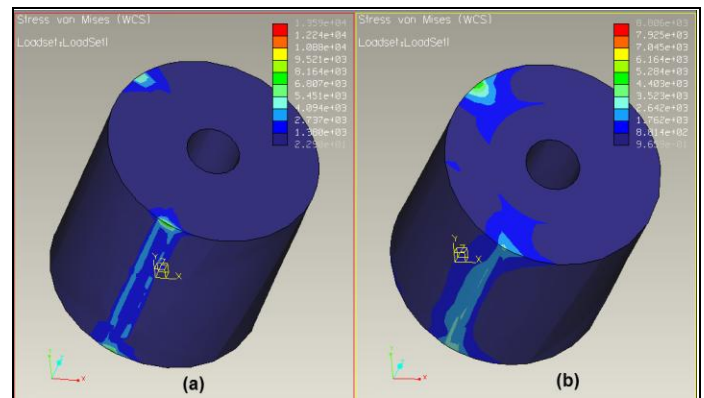 Stress von Mises (WCS)
Loadset:LoadSet1
1.359e+04
1.224e+04
1.088e+04
9.521e+03
8.164e+03
6.807e+03
5.451e+03
4.094e+03
2.737e+03
1.380e+03
Y
X
X
(a)
Stress von Mises (WCS)
Loadset:LoadSet1
8.806e+03
7.925e+03
7.045e+03
6.164e+03
5.284e+03
4.403e+03
3.523e+03
2.642e+03
1.762e+03
8.814e+02
Y
X
X
(b)